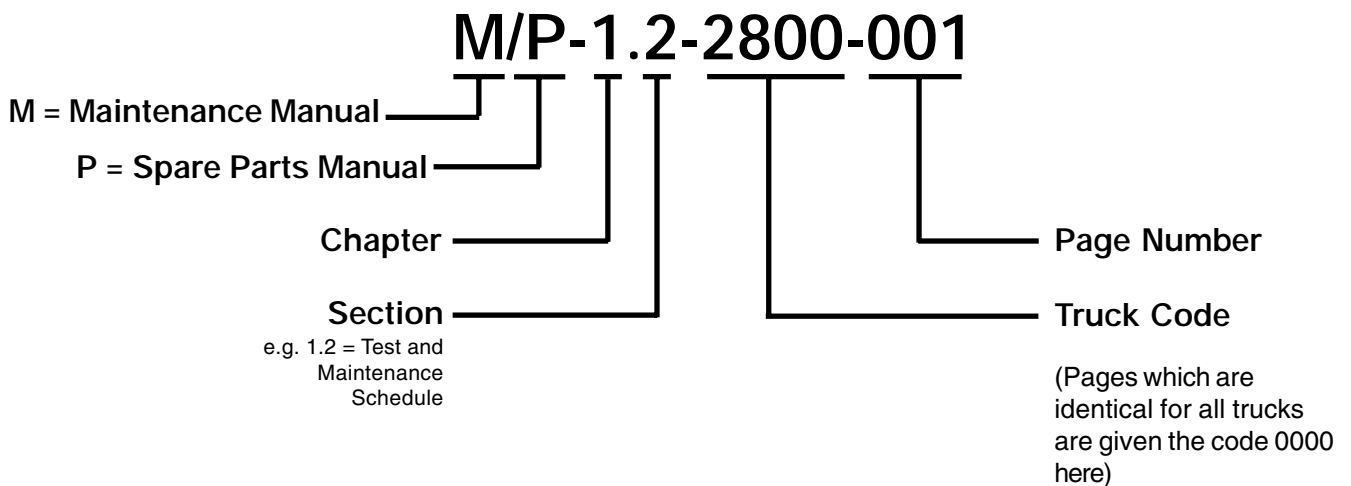 M/P-1.2-2800-001
M = Maintenance Manual
P = Spare Parts Manual
Chapter
Page Number
Section
e.g. 1.2 = Test and
Maintenance
Schedule
Truck Code
(Pages which are
identical for all trucks
are given the code 0000
here)